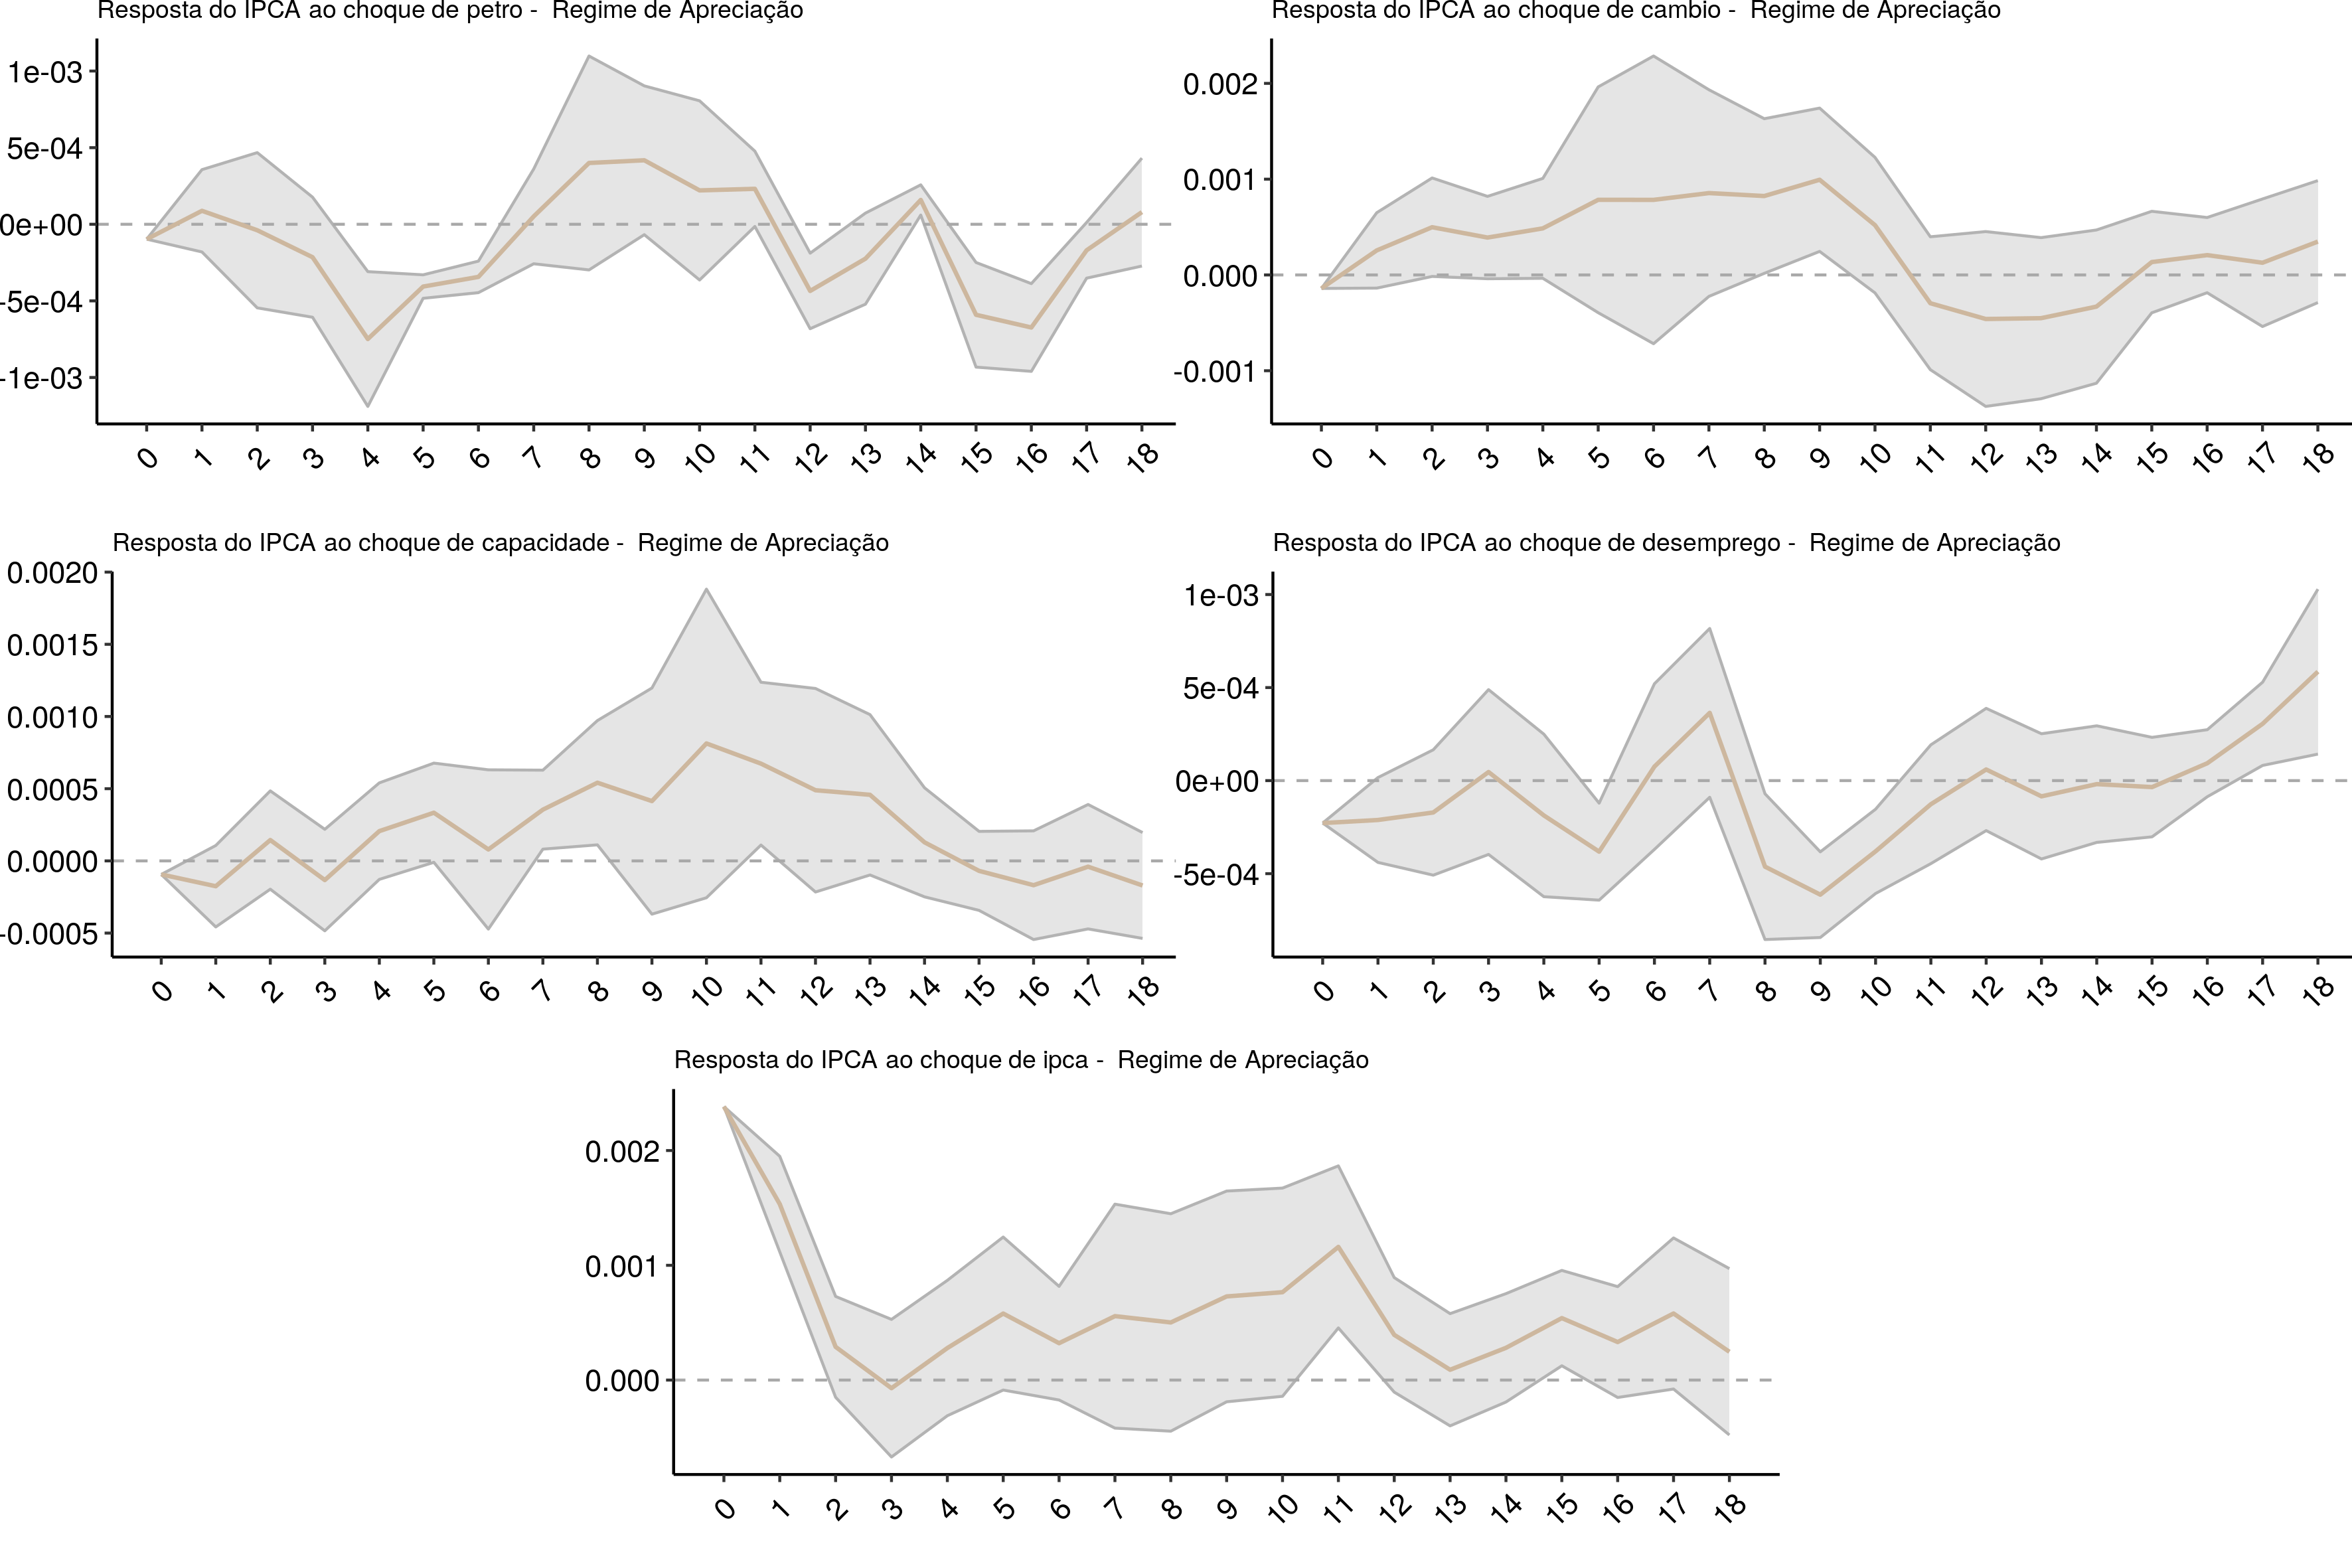 Resposta do IPCA ao choque de petro - Regime de Apreciação
1e-03
5e-04
0e+00
-5e-04
-1e-03
0 1 2 3 4 5 6 7 8 9 10 11 12 13 14 15 16 17 18
Resposta do IPCA ao choque de cambio - Regime de Apreciação
0.002
0.001
0.000
-0.001
0 1 2 3 4 5 6 7 8 9 10 11 12 13 14 15 16 17 18
Resposta do IPCA ao choque de capacidade - Regime de Apreciação
0.0020
0.0015
0.0010
0.0005
0.0000
-0.0005
0 1 2 3 4 5 6 7 8 9 10 11 12 13 14 15 16 17 18
Resposta do IPCA ao choque de desemprego - Regime de Apreciação
1e-03
5e-04
0e+00
-5e-04
0 1 2 3 4 5 6 7 8 9 10 11 12 13 14 15 16 17 18
Resposta do IPCA ao choque de ipca - Regime de Apreciação
0.002
0.001
0.000
0 1 2 3 4 5 6 7 8 9 10 11 12 13 14 15 16 17 18